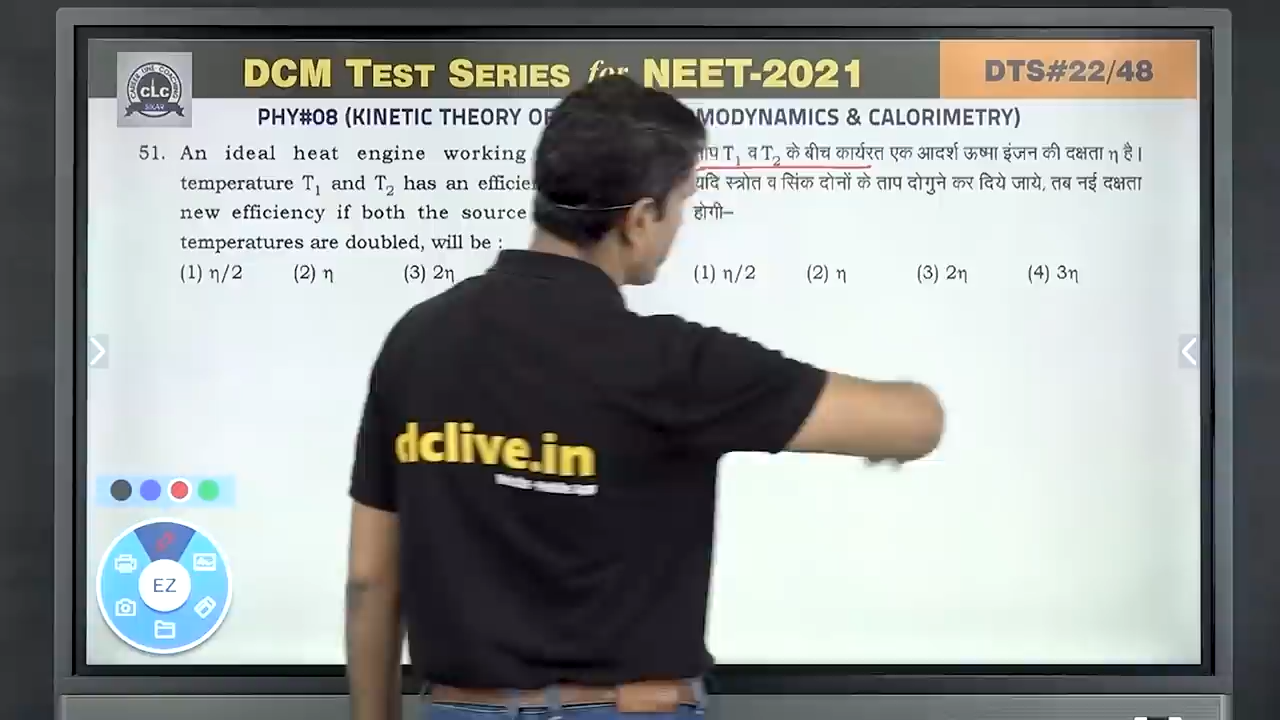 DCM TEST SERIES for NEET-2021
DTS#22/48
CLC
SIKAR
PHY#08 (KINETIC THEORY OF MODYNAMICS & CALORIMETRY)
51. An ideal heat engine working
temperature T₁ and T₂ has an efficie
new efficiency if both the source
temperatures are doubled, will be :
(1) η/2 (2) η (3) 2η
ताप T₁ व T₂ के बीच कार्यरत एक आदर्श ऊष्मा इंजन की दक्षता η है।
यदि स्त्रोत व सिंक दोनों के ताप दोगुने कर दिये जाये, तब नई दक्षता
होगी–
(1) η/2 (2) η (3) 2η (4) 3η
dclive.in
EZ